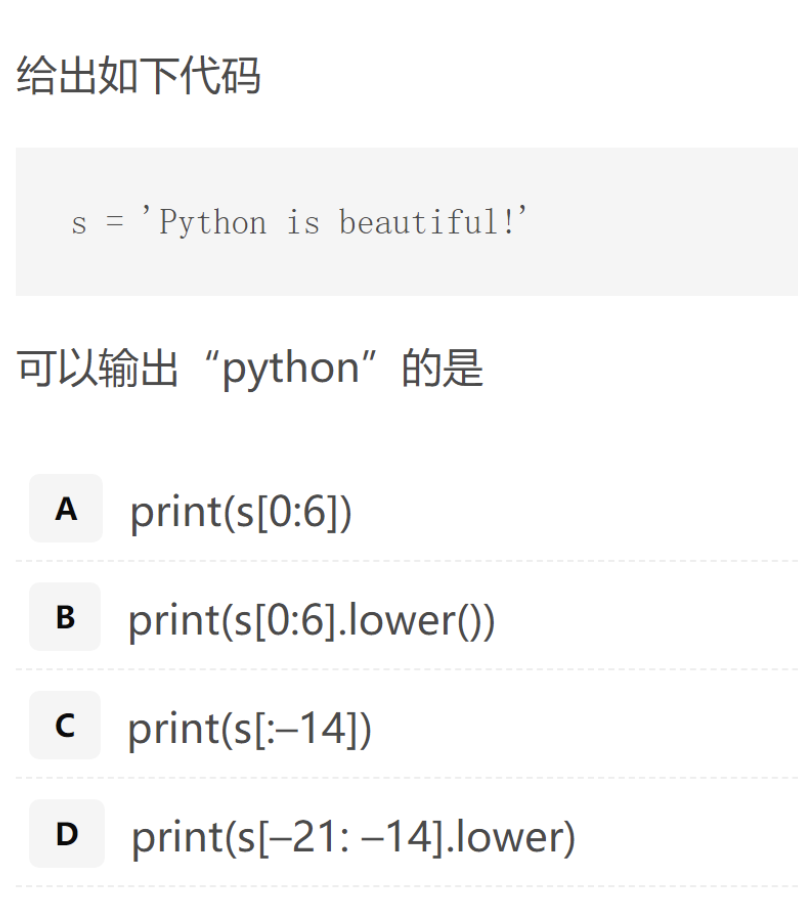 给出如下代码
s = 'Python is beautiful!'
可以输出“python”的是
A print(s[0:6])
B print(s[0:6].lower())
C print(s[:–14])
D print(s[–21: –14].lower)